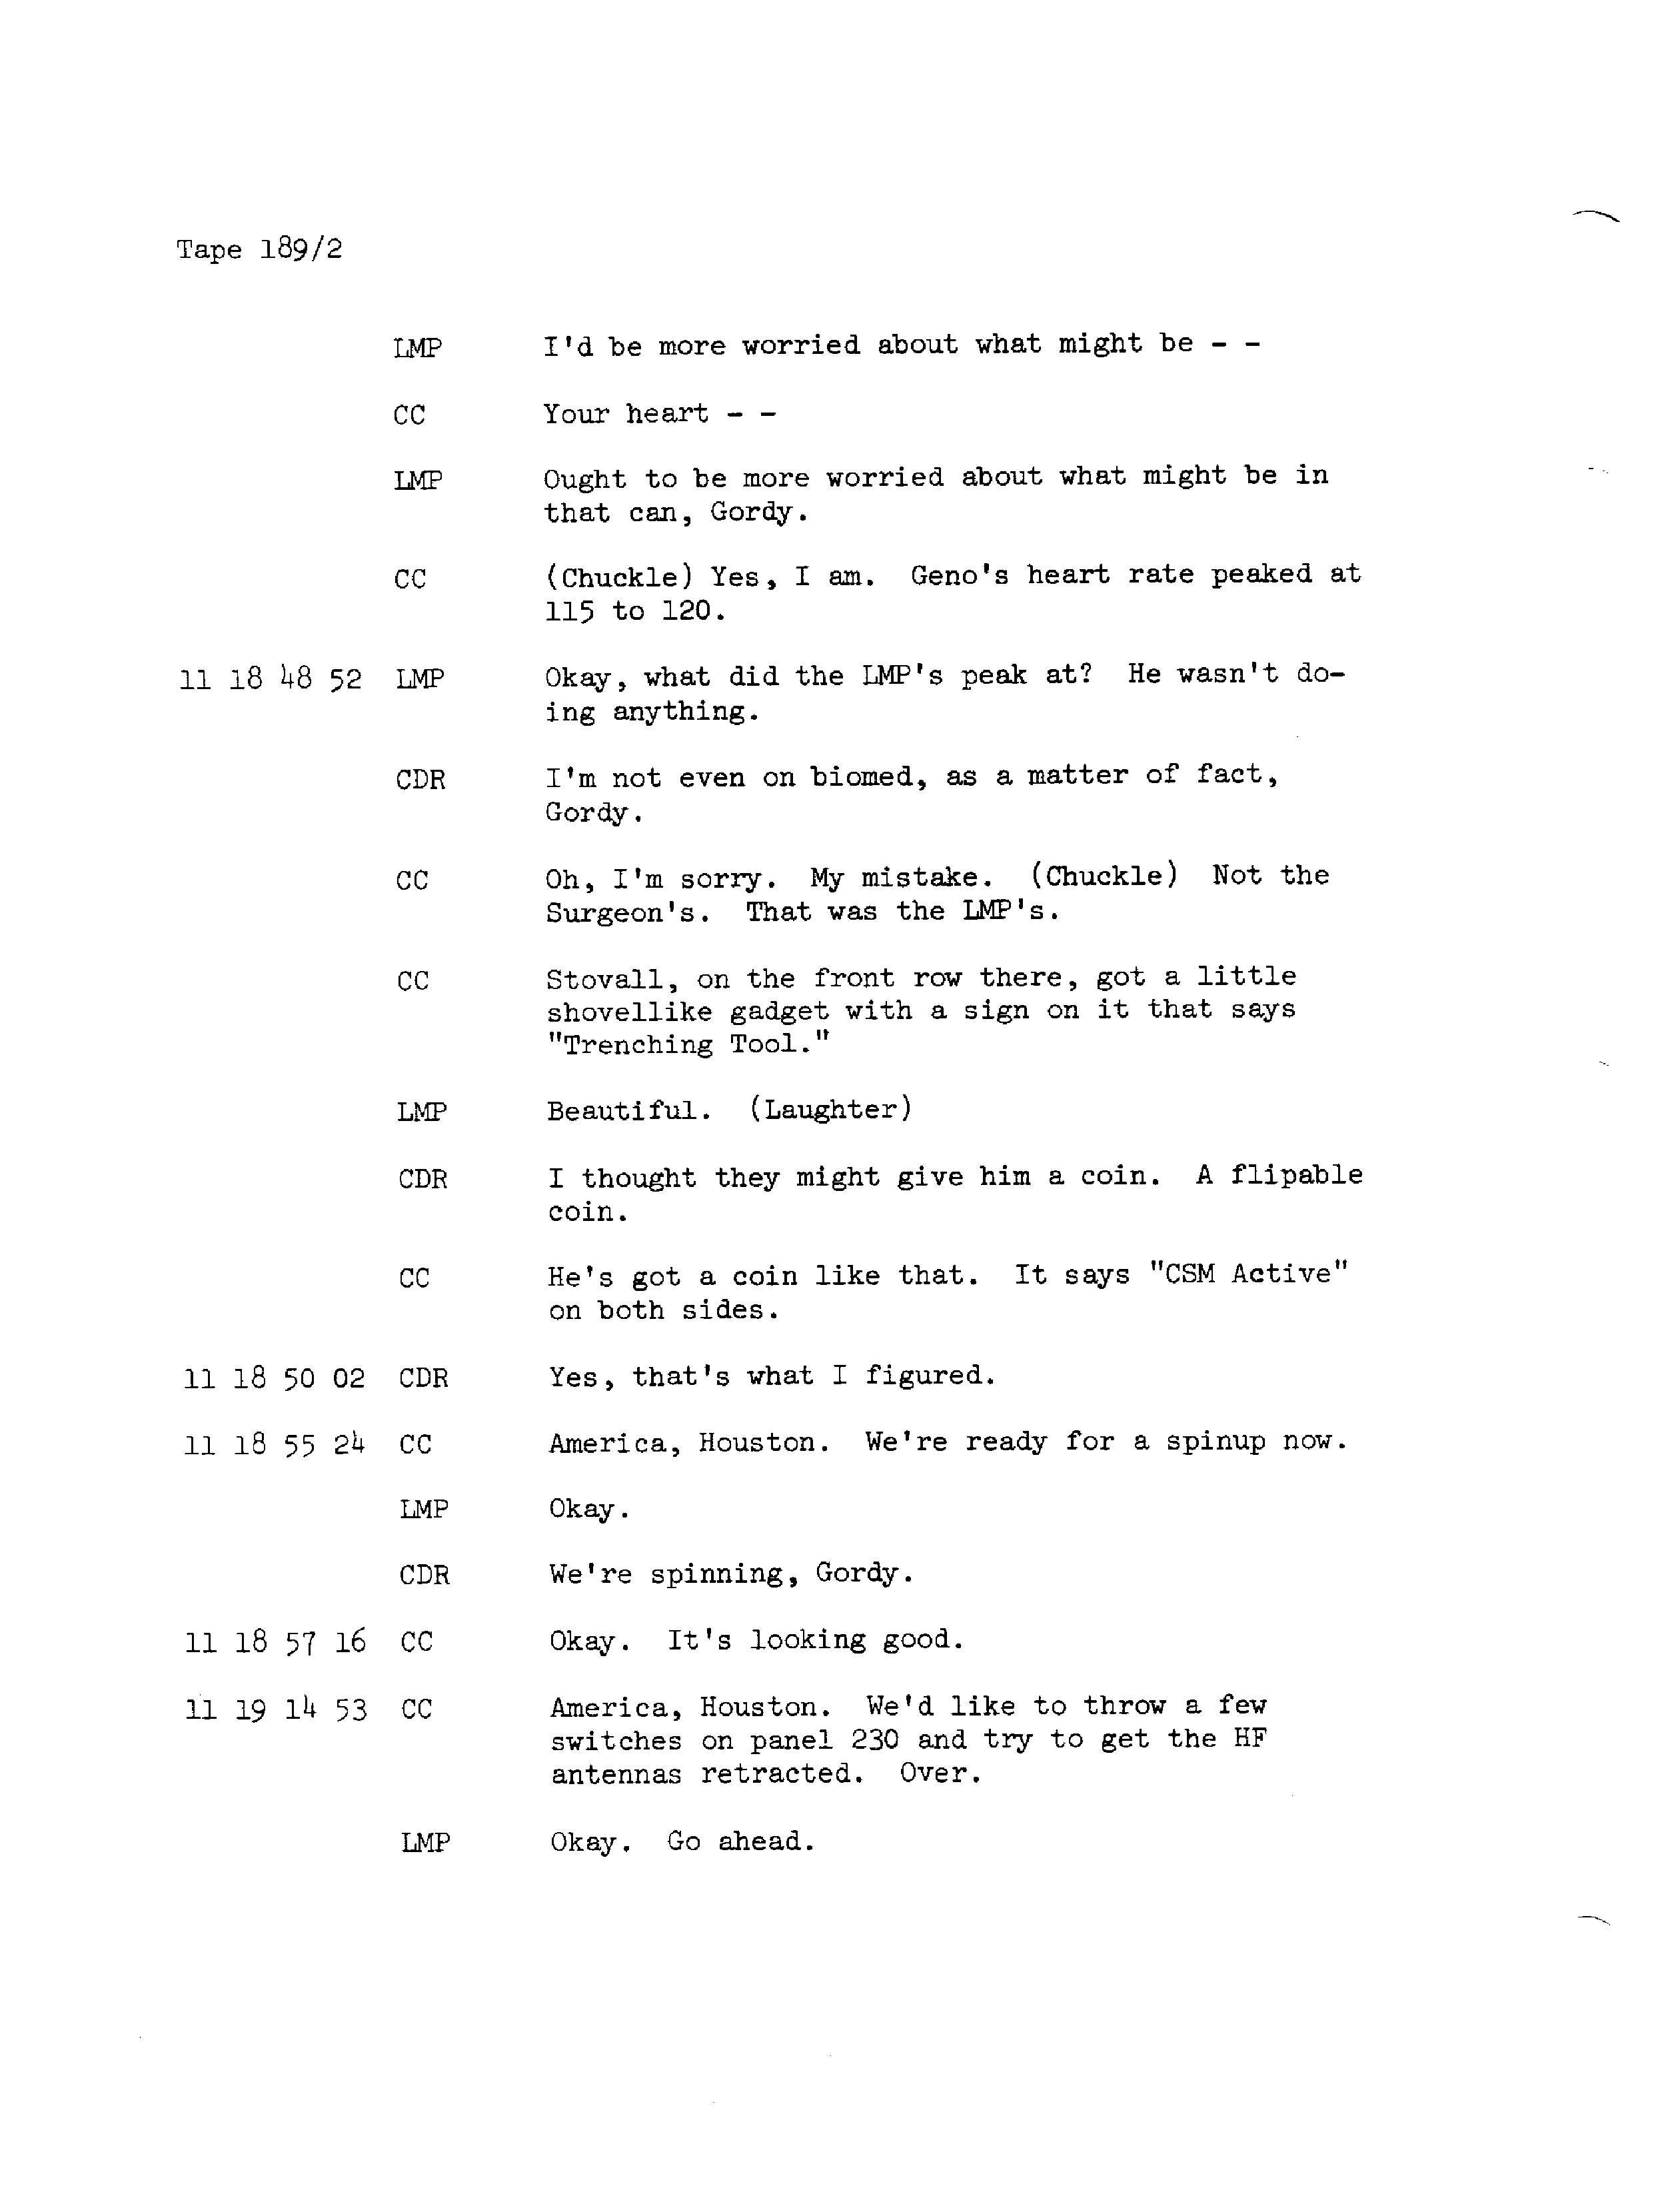 Tape 189/2
LMP I'd be more worried about what might be - -
CC Your heart - -
LMP Ought to be more worried about what might be in
that can, Gordy.
CC (Chuckle) Yes, I am. Geno's heart rate peaked at
115 to 120.
11 18 48 52 LMP Okay, what did the LMP's peak at? He wasn't do-
ing anything.
CDR I'm not even on biomed, as a matter of fact,
Gordy.
CC Oh, I'm sorry. My mistake. (Chuckle) Not the
Surgeon's. That was the LMP's.
CC Stovall, on the front row there, got a little
shovellike gadget with a sign on it that says
"Trenching Tool."
LMP Beautiful. (Laughter)
CDR I thought they might give him a coin. A flipable
coin.
CC He's got a coin like that. It says "CSM Active"
on both sides.
11 18 50 02 CDR Yes, that's what I figured.
11 18 55 24 CC America, Houston. We're ready for a spinup now.
LMP Okay.
CDR We're spinning, Gordy.
11 18 57 16 CC Okay. It's looking good.
11 19 14 53 CC America, Houston. We'd like to throw a few
switches on panel 230 and try to get the HF
antennas retracted. Over.
LMP Okay. Go ahead.